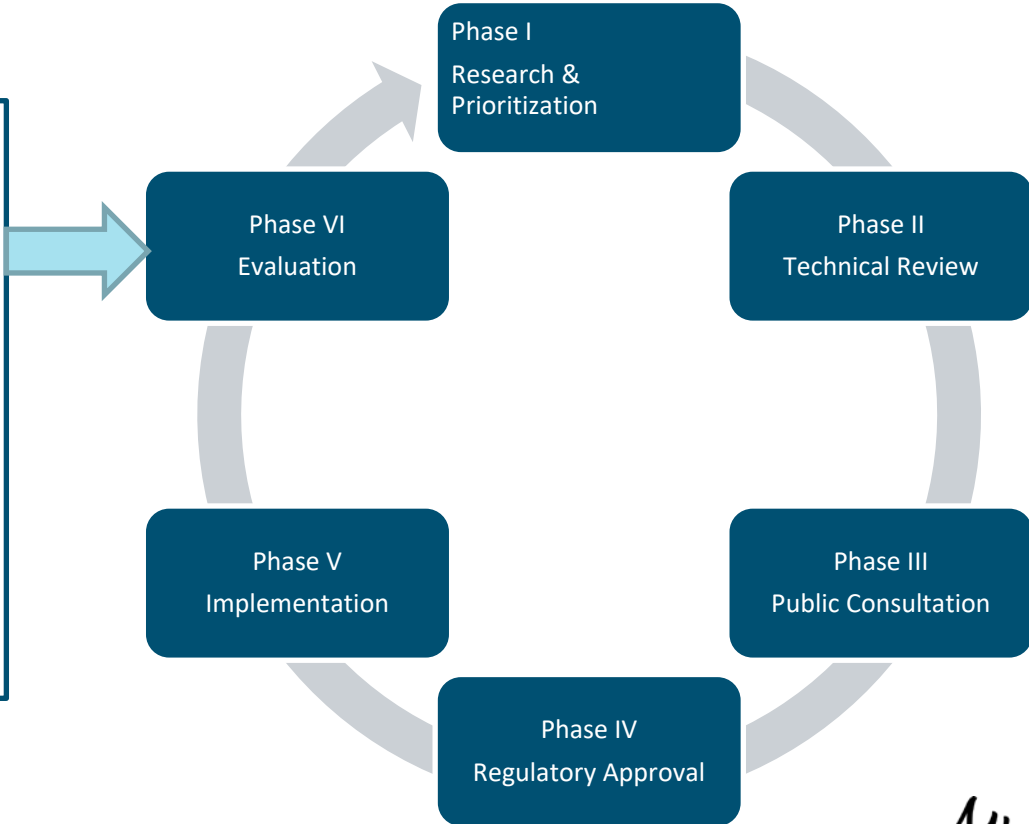 Phase I
Research &
Prioritization
Phase II
Technical Review
Phase III
Public Consultation
Phase IV
Regulatory Approval
Phase V
Implementation
Phase VI
Evaluation